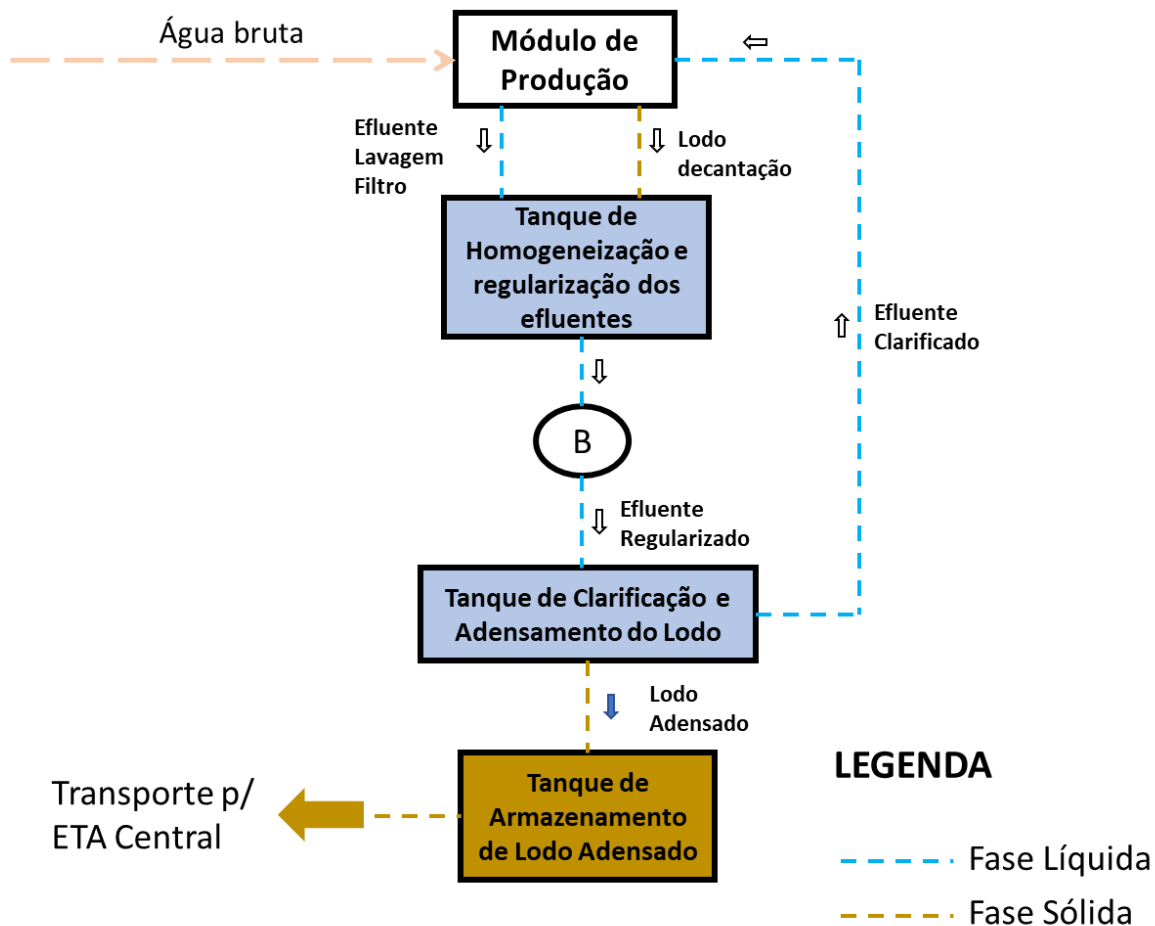 Água bruta
Módulo de
Produção
Efluente
Lavagem
Filtro
Lodo
decantação
Tanque de
Homogeneização e
regularização dos
efluentes
Efluente
Clarificado
B
Efluente
Regularizado
Tanque de Clarificação e
Adensamento do Lodo
Lodo
Adensado
Tanque de
Armazenamento
de Lodo Adensado
Transporte p/
ETA Central
LEGENDA
Fase Líquida
Fase Sólida